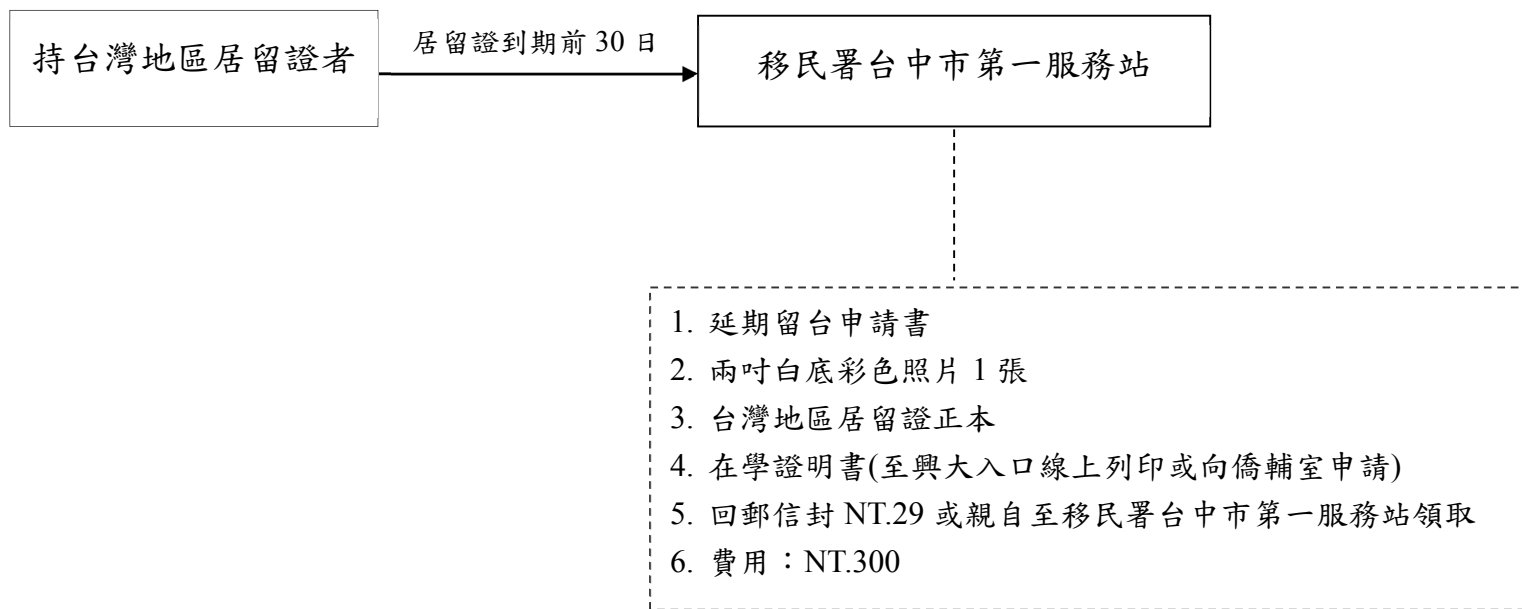 持台灣地區居留證者
居留證到期前 30 日
移民署台中市第一服務站
1. 延期留台申請書
2. 兩吋白底彩色照片 1 張
3. 台灣地區居留證正本
4. 在學證明書(至興大入口線上列印或向僑輔室申請)
5. 回郵信封 NT.29 或親自至移民署台中市第一服務站領取
6. 費用：NT.300